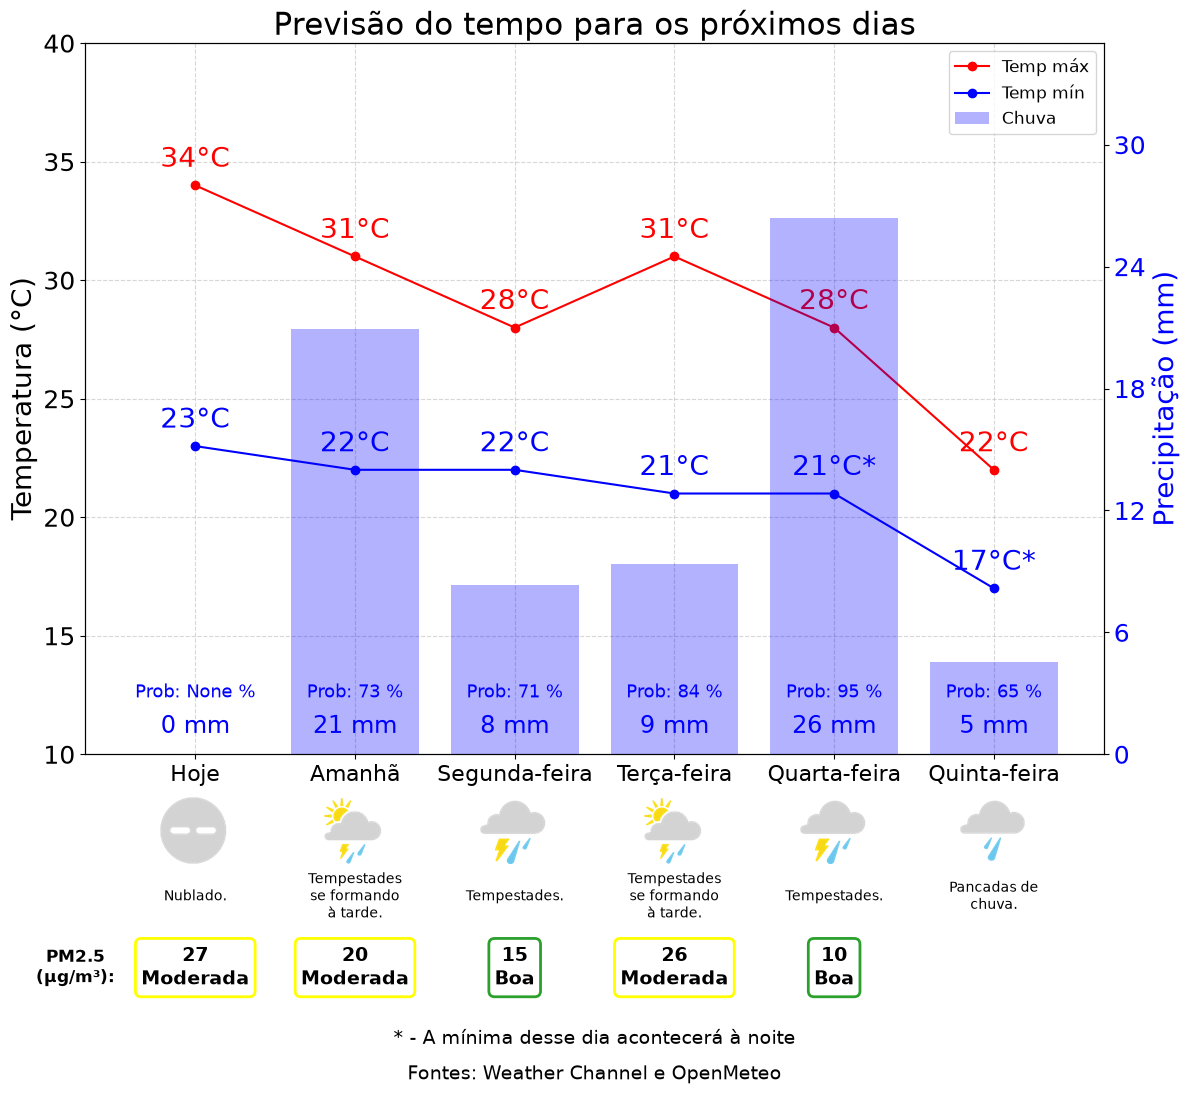 Previsão do tempo para os próximos dias
Temp máx
Temp mín
Chuva
40
35
30
25
20
15
10
Temperatura (°C)
30
24
18
12
6
0
Precipitação (mm)
34°C
31°C
28°C
31°C
28°C
22°C
23°C
22°C
22°C
21°C
21°C*
17°C*
Prob: None %
Prob: 73 %
Prob: 71 %
Prob: 84 %
Prob: 95 %
Prob: 65 %
0 mm
21 mm
8 mm
9 mm
26 mm
5 mm
Hoje
Amanhã
Segunda-feira
Terça-feira
Quarta-feira
Quinta-feira
Nublado.
Tempestades
se formando
à tarde.
Tempestades.
Tempestades
se formando
à tarde.
Tempestades.
Pancadas de
chuva.
PM2.5
(µg/m³):
27
Moderada
20
Moderada
15
Boa
26
Moderada
10
Boa
* - A mínima desse dia acontecerá à noite
Fontes: Weather Channel e OpenMeteo